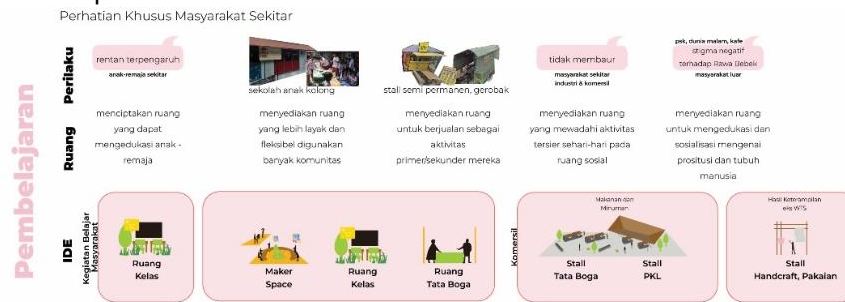 Perhatian Khusus Masyarakat Sekitar
Pembelajaran
Perilaku
rentan terpengaruh
anak-remaja sekitar
sekolah anak kolong
stall semi permanen, gerobak
tidak membaur
masyarakat sekitar
industri & komersil
psk, dunia malam, kafe
stigma negatif
terhadap Rawa Bebek
masyarakat luar
Ruang
menciptakan ruang
yang dapat
mengedukasi anak -
remaja
menyediakan ruang
yang lebih layak dan
fleksibel digunakan
banyak komunitas
menyediakan ruang
untuk berjualan sebagai
aktivitas
primer/sekunder mereka
menyediakan ruang
yang mewadahi aktivitas
tersier sehari-hari pada
ruang sosial
menyediakan ruang
untuk mengedukasi dan
sosialisasi mengenai
prositusi dan tubuh
manusia
IDE
Kegiatan Belajar
Masyarakat
Ruang
Kelas
Maker
Space
Ruang
Kelas
Ruang
Tata Boga
Komersil
Makanan dan
Minuman
Stall
Tata Boga
Stall
PKL
Hasil Keterampilan
eks WTS
Stall
Handcraft, Pakaian